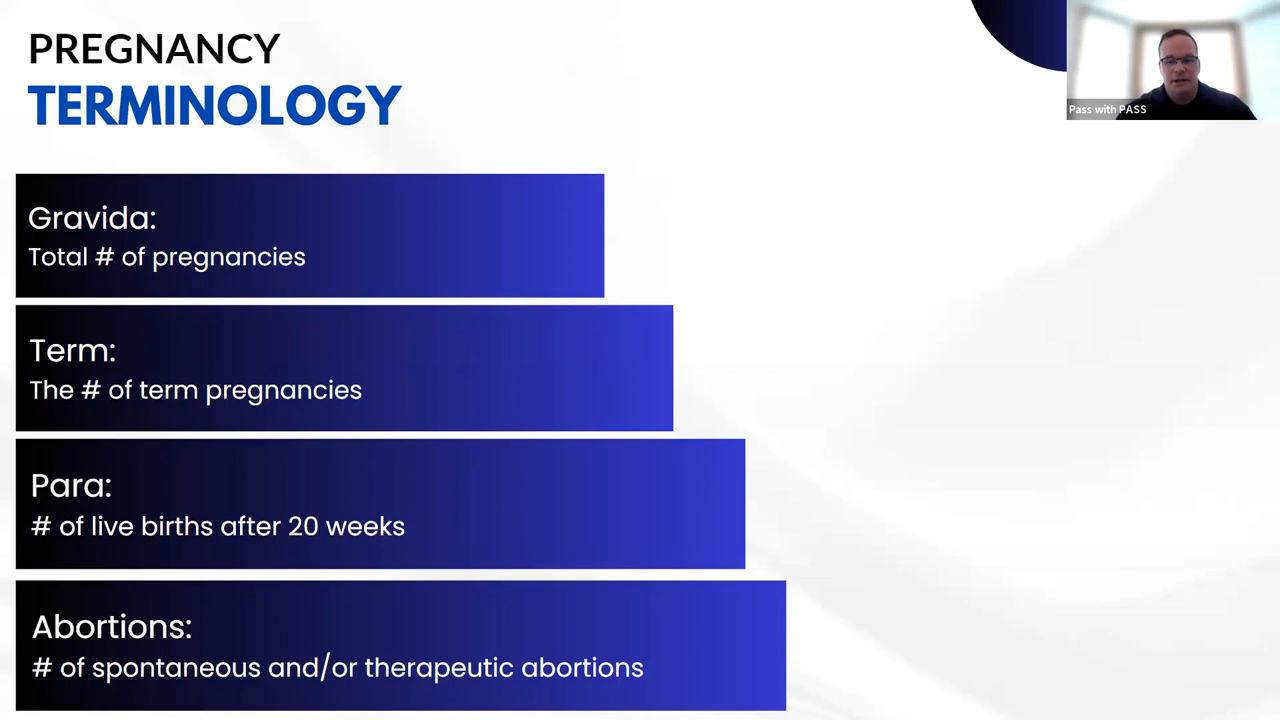 PREGNANCY
TERMINOLOGY
Pass with PASS
Gravida:
Total # of pregnancies
Term:
The # of term pregnancies
Para:
# of live births after 20 weeks
Abortions:
# of spontaneous and/or therapeutic abortions